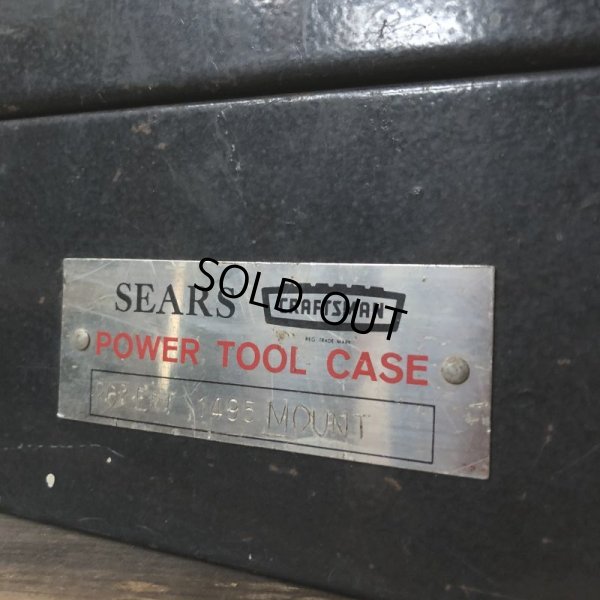 SEARS CRAFTSMAN
REG. TRADE MARK
POWER TOOL CASE
1495 MOUNT
SOLD OUT